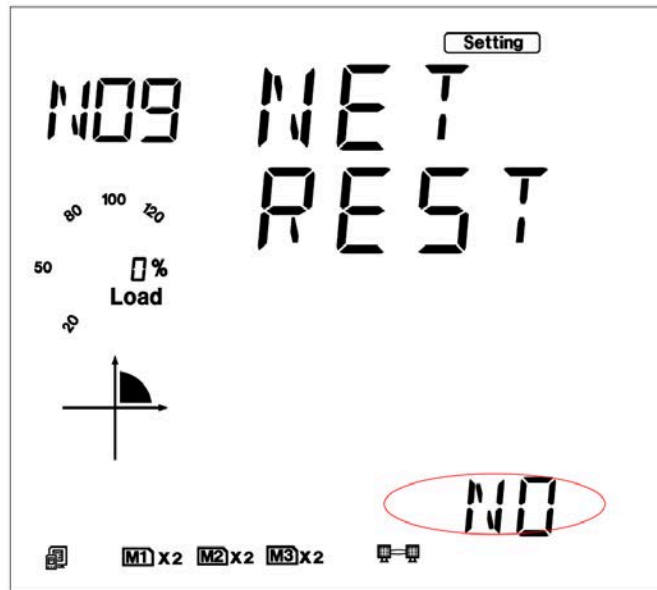 Setting
N09 NET
REST
80 100 120
50 0%
Load
20
NO
M1 X2 M2 X2 M3 X2